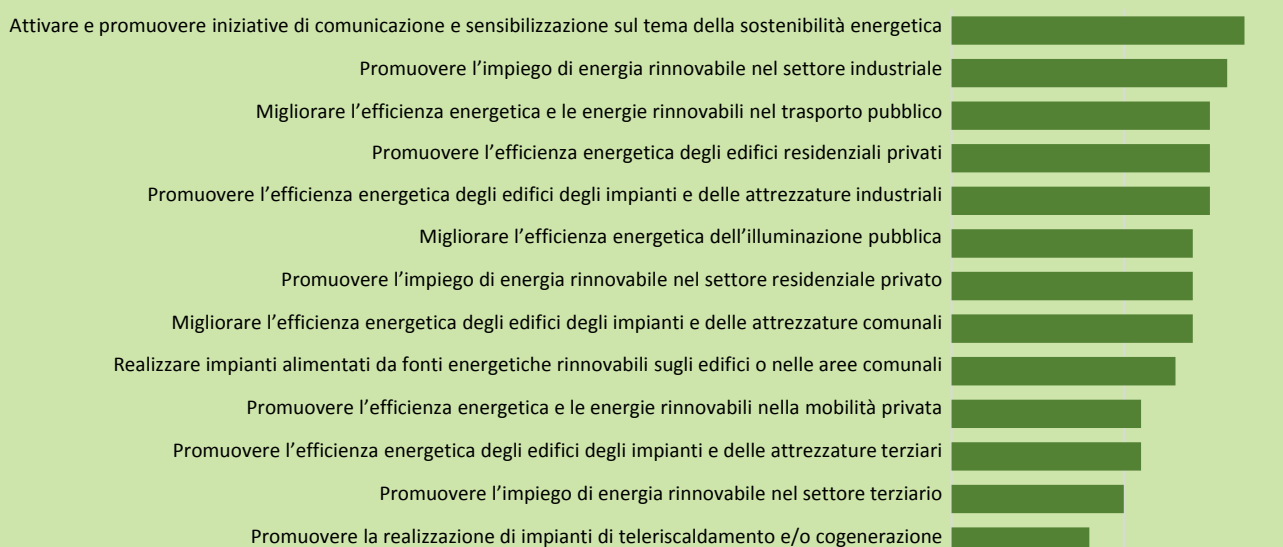 Attivare e promuovere iniziative di comunicazione e sensibilizzazione sul tema della sostenibilità energetica
Promuovere l’impiego di energia rinnovabile nel settore industriale
Migliorare l’efficienza energetica e le energie rinnovabili nel trasporto pubblico
Promuovere l’efficienza energetica degli edifici residenziali privati
Promuovere l’efficienza energetica degli edifici degli impianti e delle attrezzature industriali
Migliorare l’efficienza energetica dell’illuminazione pubblica
Promuovere l’impiego di energia rinnovabile nel settore residenziale privato
Migliorare l’efficienza energetica degli edifici degli impianti e delle attrezzature comunali
Realizzare impianti alimentati da fonti energetiche rinnovabili sugli edifici o nelle aree comunali
Promuovere l’efficienza energetica e le energie rinnovabili nella mobilità privata
Promuovere l’efficienza energetica degli edifici degli impianti e delle attrezzature terziari
Promuovere l’impiego di energia rinnovabile nel settore terziario
Promuovere la realizzazione di impianti di teleriscaldamento e/o cogenerazione